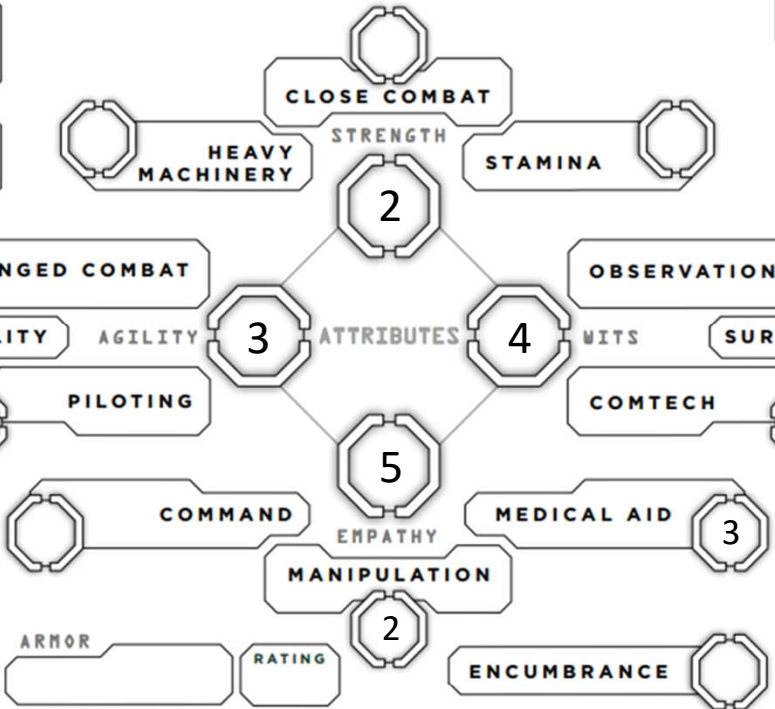 CLOSE COMBAT
STRENGTH
HEAVY
MACHINERY
STAMINA
2
NGED COMBAT
OBSERVATION
LITY
AGILITY
3
ATTRIBUTES
4
WITS
SUR
PILOTING
COMTECH
5
COMMAND
MEDICAL AID
3
EMPATHY
MANIPULATION
2
ARMOR
RATING
ENCUMBRANCE